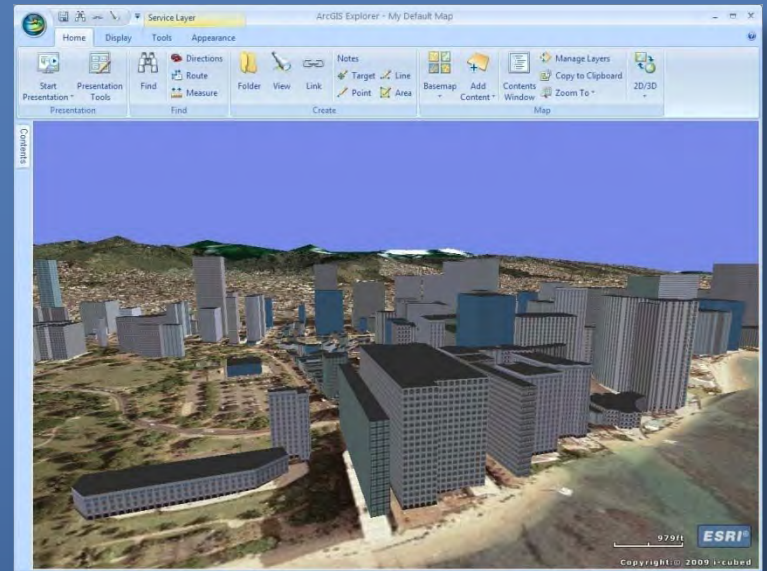 Service Layer
ArcGIS Explorer - My Default Map
Home Display Tools Appearance
Start Presentation
Presentation Tools
Presentation
Find
Directions
Route
Measure
Find
Folder
View
Link
Notes
Target
Line
Point
Area
Create
Basemap
Add Content
Contents Window
Manage Layers
Copy to Clipboard
Zoom To
Map
2D/3D
Contents
979ft
ESRI®
Copyright:© 2009 i-cubed